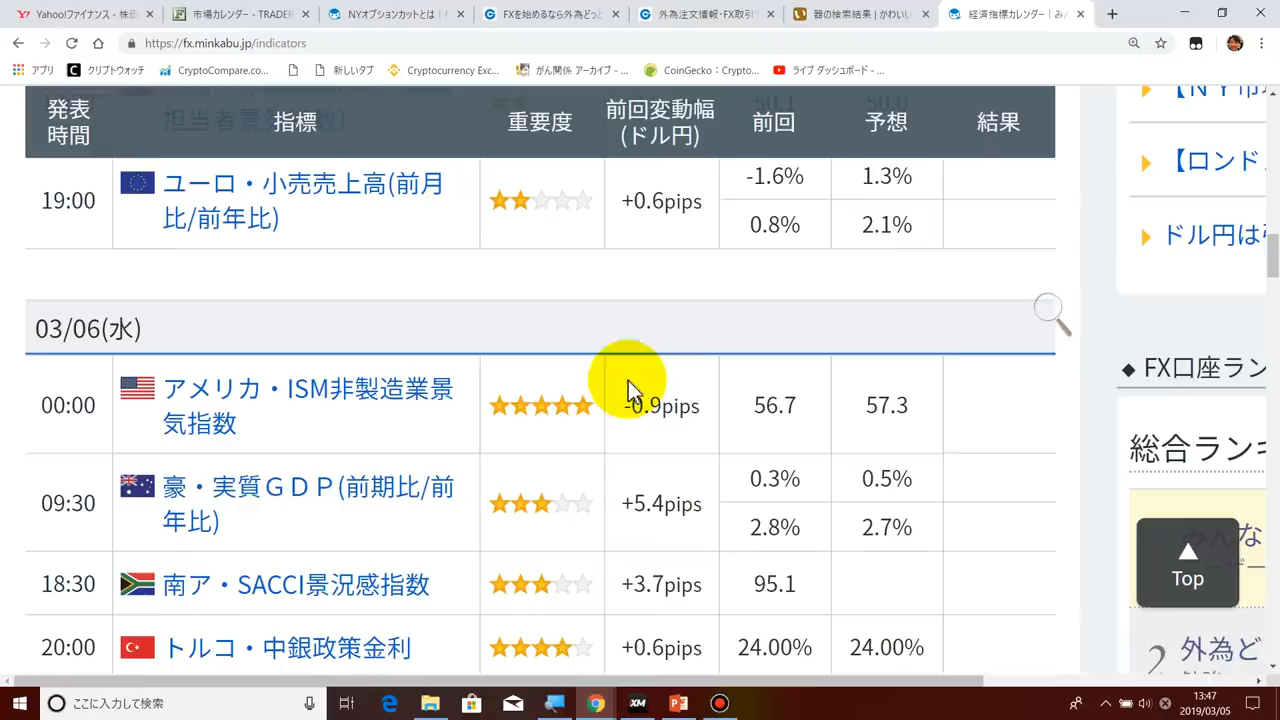 Yahoo!ファイナンス - 株価
市場カレンダー - TRADER
NYオプションカットとは
FXを始めるなら外為どっと
外為注文情報・FX取引
器の検索結果 | かわいい
経済指標カレンダー | みん
https://fx.minkabu.jp/indicators
アプリ
クリプトウォッチ
CryptoCompare.co...
新しいタブ
Cryptocurrency Exc...
がん関係 アーカイブ - ...
CoinGecko: Crypto...
ライブ ダッシュボード - ...
発表時間
指標
重要度
前回変動幅
(ドル円)
前回
予想
結果
19:00
ユーロ・小売売上高(前月
比/前年比)
+0.6pips
-1.6%
1.3%
0.8%
2.1%
03/06(水)
00:00
アメリカ・ISM非製造業景
気指数
-0.9pips
56.7
57.3
09:30
豪・実質ＧＤＰ(前期比/前
年比)
+5.4pips
0.3%
0.5%
2.8%
2.7%
18:30
南ア・SACCI景況感指数
+3.7pips
95.1
20:00
トルコ・中銀政策金利
+0.6pips
24.00%
24.00%
【ロンド
ドル円は
◆ FX口座ラン
総合ランキ
みんな
Top
2
外為ど
ここに入力して検索
XM
13:47
2019/03/05